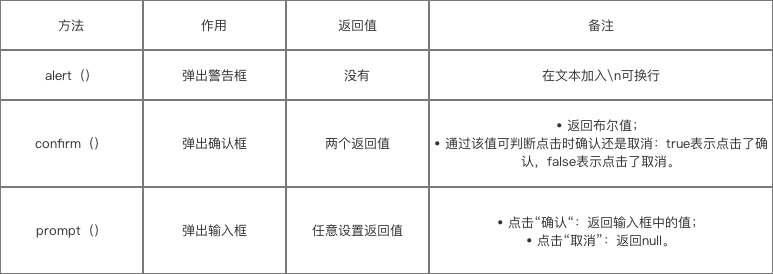 方法 作用 返回值 备注
alert（） 弹出警告框 没有 在文本加入\n可换行
confirm（） 弹出确认框 两个返回值
• 返回布尔值；
• 通过该值可判断点击时确认还是取消：true表示点击了确
认，false表示点击了取消。
prompt（） 弹出输入框 任意设置返回值
• 点击“确认“：返回输入框中的值；
• 点击“取消”：返回null。